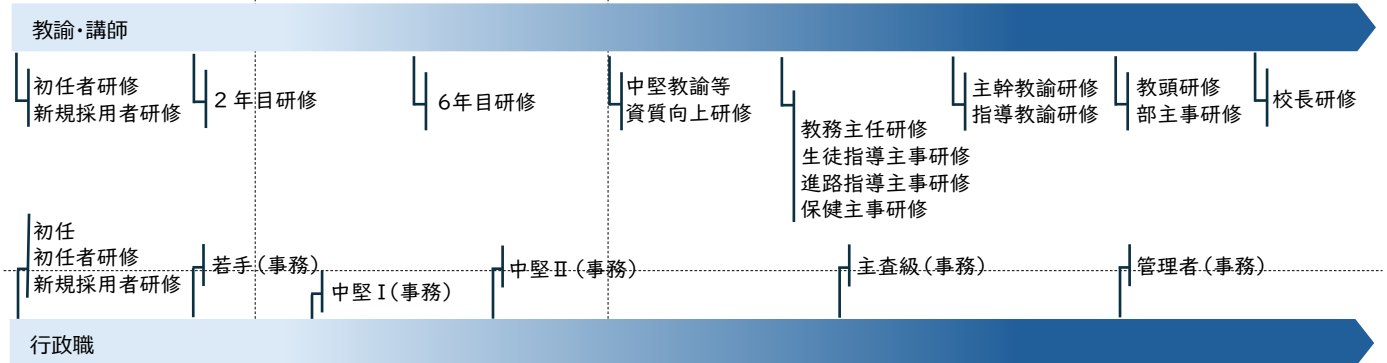 教諭・講師
初任者研修
新規採用者研修
2年目研修
6年目研修
中堅教諭等
資質向上研修
教務主任研修
生徒指導主事研修
進路指導主事研修
保健主事研修
主幹教諭研修
指導教諭研修
教頭研修
部主事研修
校長研修
初任
初任者研修
新規採用者研修
若手(事務)
中堅Ⅰ(事務)
中堅Ⅱ(事務)
主査級(事務)
管理者(事務)
行政職